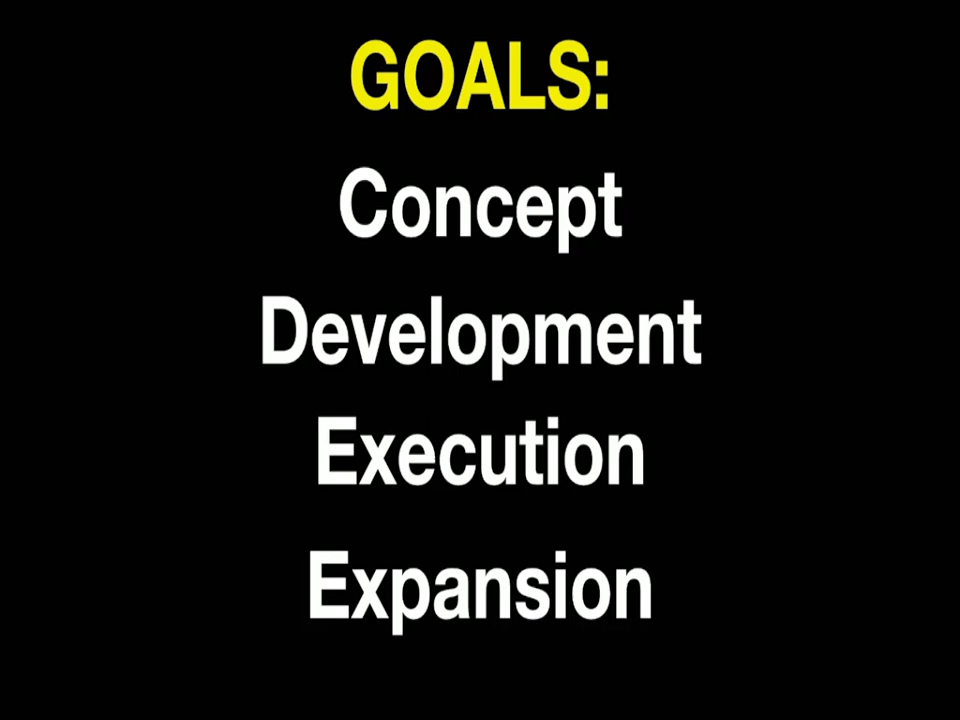 GOALS:
Concept
Development
Execution
Expansion